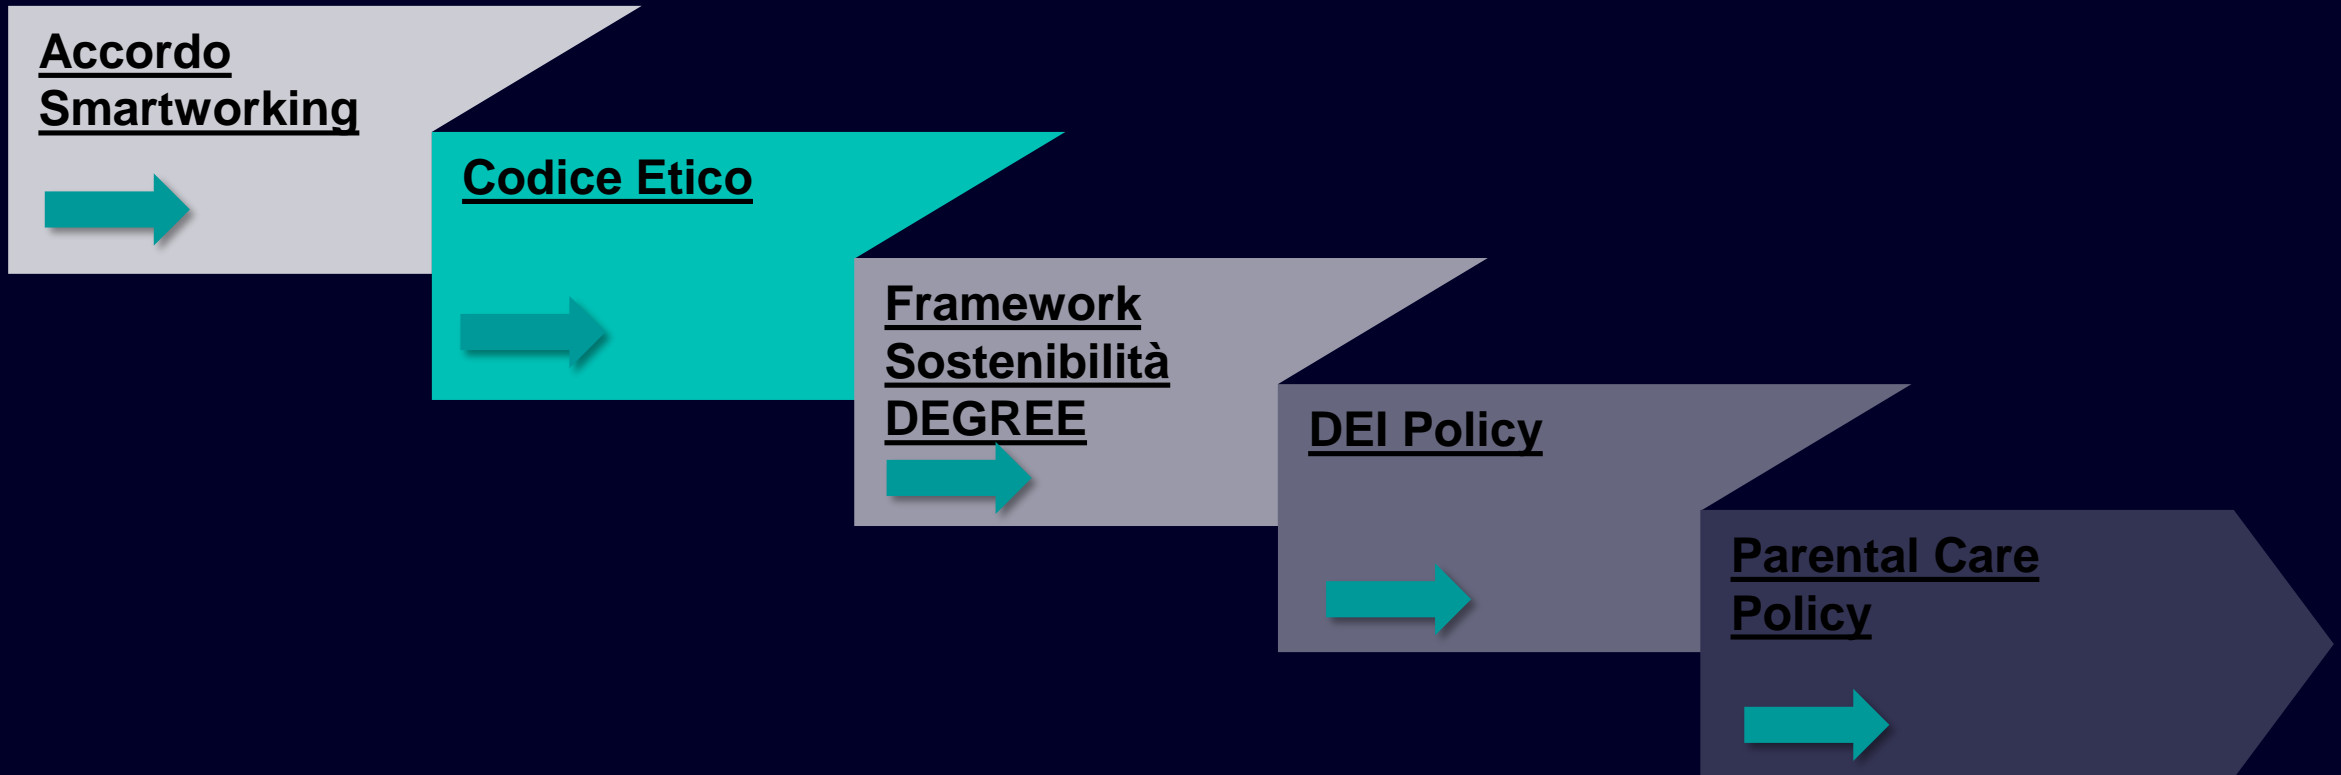 Accordo
Smartworking
Codice Etico
Framework
Sostenibilità
DEGREE
DEI Policy
Parental Care
Policy